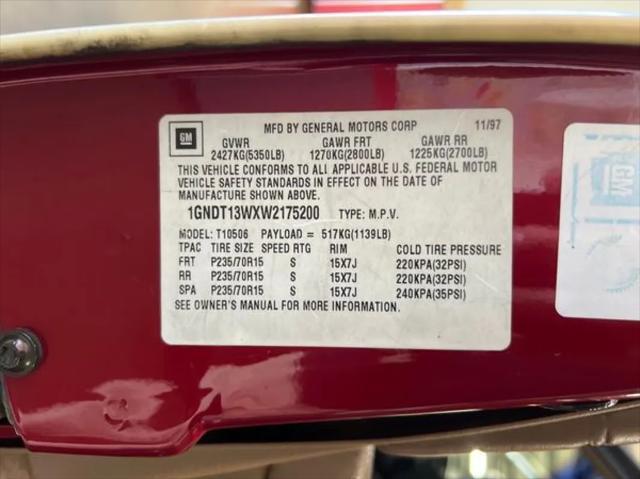 MFD BY GENERAL MOTORS CORP 11/97
GM
GVWR GAWR FRT GAWR RR
2427KG(5350LB) 1270KG(2800LB) 1225KG(2700LB)
THIS VEHICLE CONFORMS TO ALL APPLICABLE U.S. FEDERAL MOTOR
VEHICLE SAFETY STANDARDS IN EFFECT ON THE DATE OF
MANUFACTURE SHOWN ABOVE.
1GNDT13WXW2175200 TYPE: M.P.V.
MODEL: T10506 PAYLOAD = 517KG(1139LB)
TPAC TIRE SIZE SPEED RTG RIM COLD TIRE PRESSURE
FRT P235/70R15 S 15X7J 220KPA(32PSI)
RR P235/70R15 S 15X7J 220KPA(32PSI)
SPA P235/70R15 S 15X7J 240KPA(35PSI)
SEE OWNER'S MANUAL FOR MORE INFORMATION.
GM